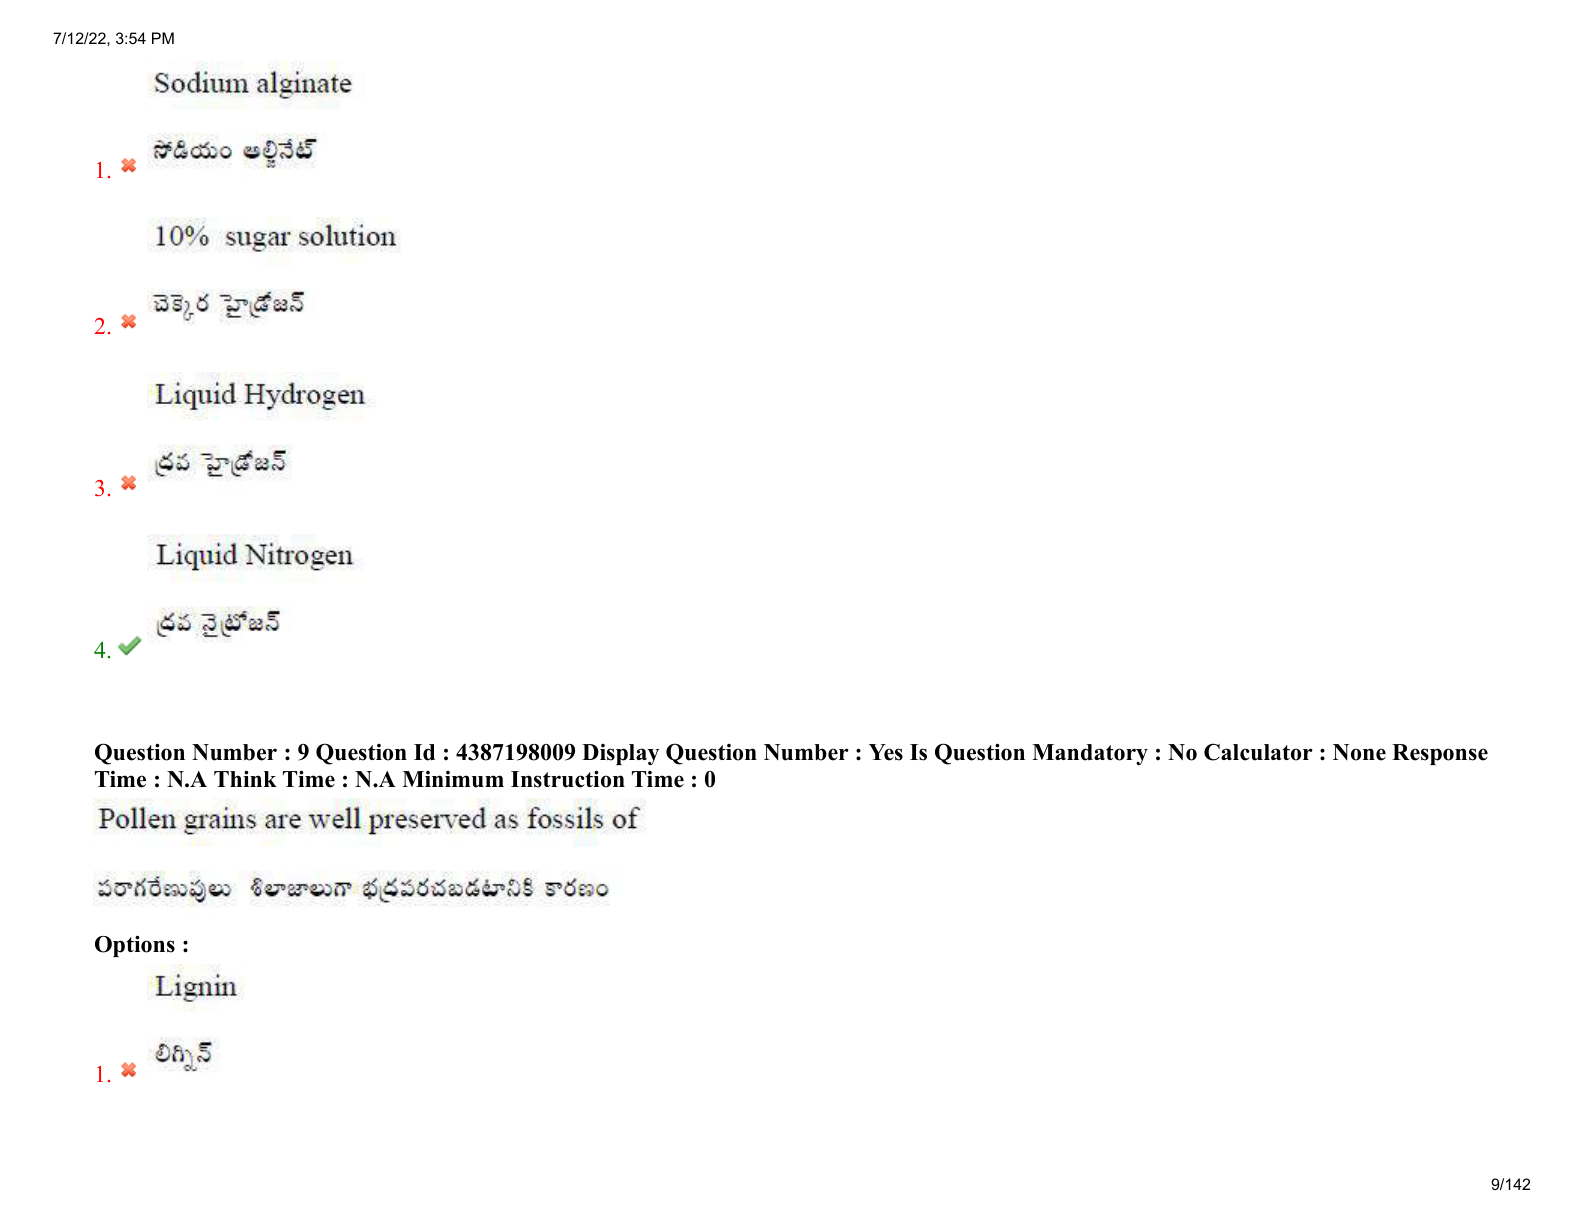 7/12/22, 3:54 PM
Sodium alginate
సోడియం అల్జినేట్
1.
10%  sugar solution
చెక్కెర హైడ్రోజన్
2.
Liquid Hydrogen
ద్రవ హైడ్రోజన్
3.
Liquid Nitrogen
ద్రవ నైట్రోజన్
4.
Question Number : 9 Question Id : 4387198009 Display Question Number : Yes Is Question Mandatory : No Calculator : None Response
Time : N.A Think Time : N.A Minimum Instruction Time : 0
Pollen grains are well preserved as fossils of
పరాగరేణువులు శిలాజాలుగా భద్రపరచబడటానికి కారణం
Options :
Lignin
లిగ్నిన్
1.
9/142